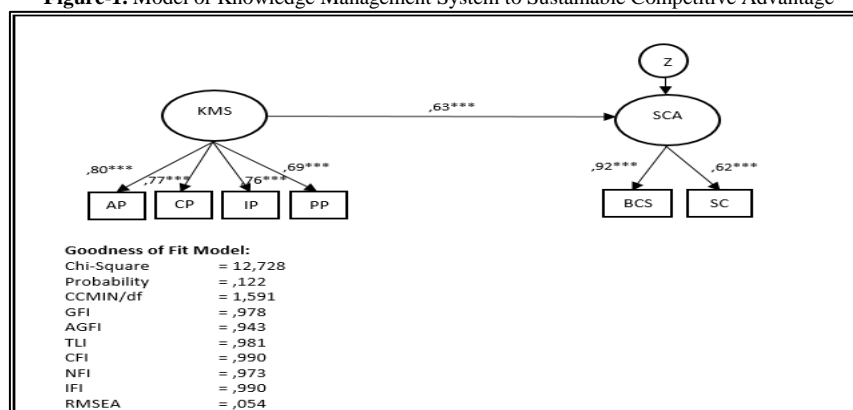 Figure-1. Model of Knowledge Management System to Sustainable Competitive Advantage
Z
KMS
,63***
SCA
,80***
,77***
,76***
,69***
,92***
,62***
AP
CP
IP
PP
BCS
SC
Goodness of Fit Model:
Chi-Square = 12,728
Probability = ,122
CCMIN/df = 1,591
GFI = ,978
AGFI = ,943
TLI = ,981
CFI = ,990
NFI = ,973
IFI = ,990
RMSEA = ,054